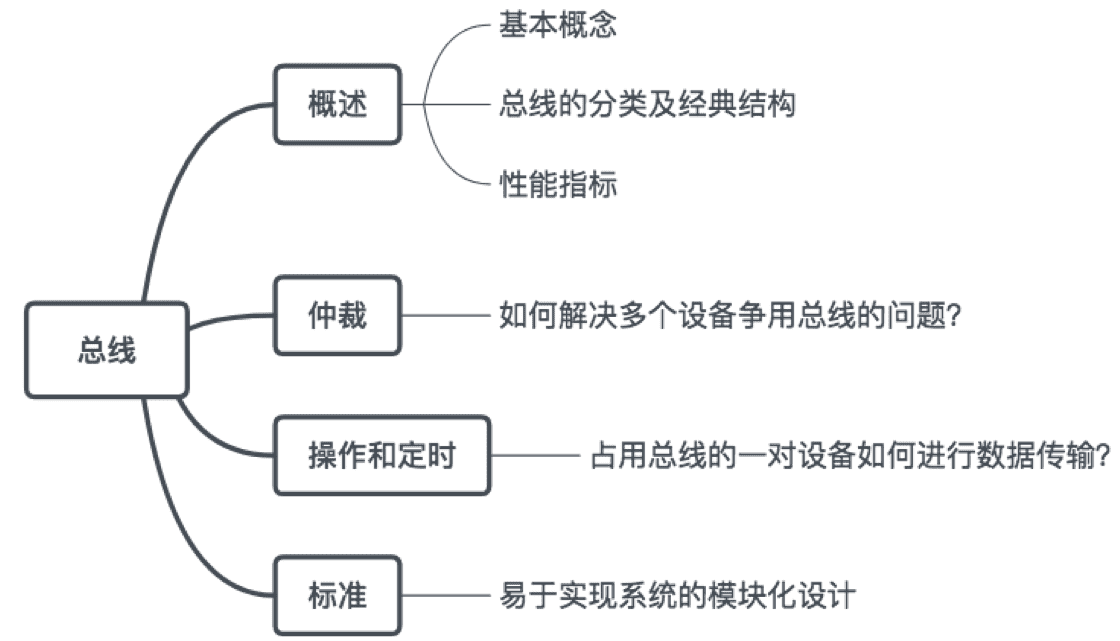 基本概念
概述
总线的分类及经典结构
性能指标
仲裁
如何解决多个设备争用总线的问题?
总线
操作和定时
占用总线的一对设备如何进行数据传输?
标准
易于实现系统的模块化设计